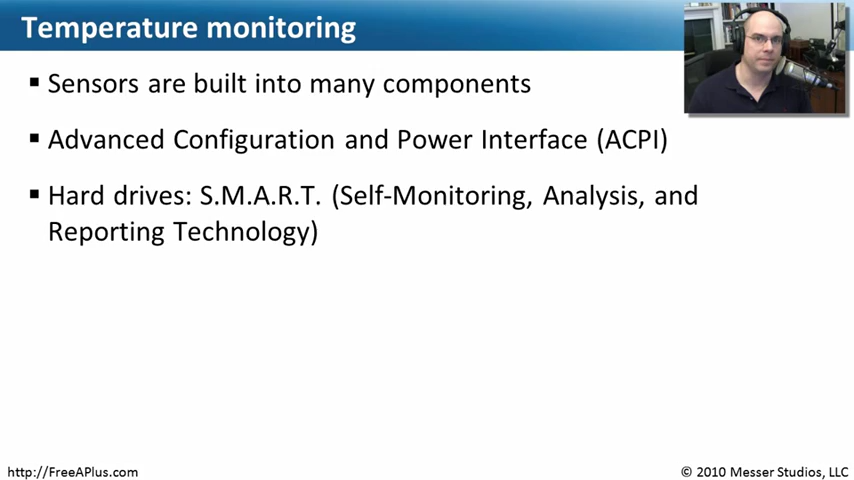 Temperature monitoring
▪ Sensors are built into many components
▪ Advanced Configuration and Power Interface (ACPI)
▪ Hard drives: S.M.A.R.T. (Self-Monitoring, Analysis, and
Reporting Technology)
http://FreeAPlus.com
© 2010 Messer Studios, LLC